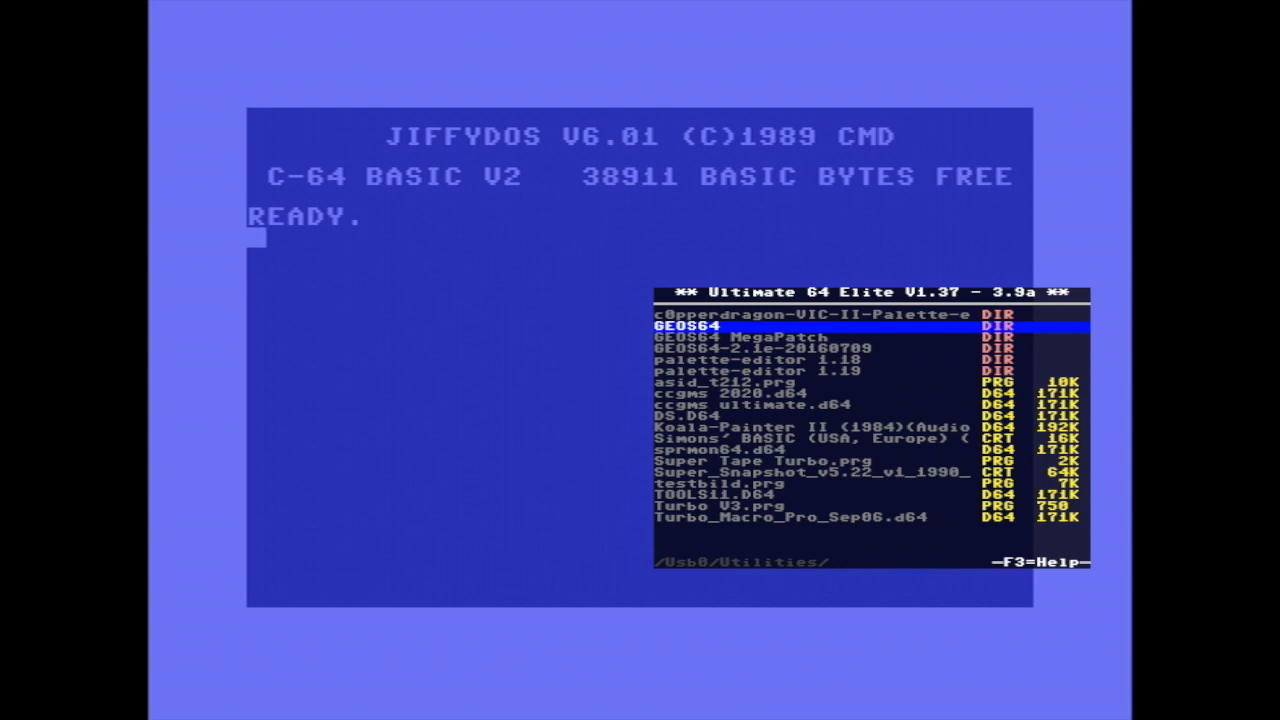 JIFFYDOS V6.01 (C)1989 CMD
C-64 BASIC V2   38911 BASIC BYTES FREE
READY.
** Ultimate 64 Elite V1.37 - 3.9a **
c0pperdragon-VIC-II-Palette-e DIR
GEOS64 DIR
GEOS64 MegaPatch DIR
GEOS64-2.1e-20160709 DIR
palette-editor 1.18 DIR
palette-editor 1.19 DIR
asid_t212.prg PRG 10K
ccgms 2020.d64 D64 171K
ccgms ultimate.d64 D64 171K
DS.D64 D64 171K
Koala-Painter II (1984)(Audio D64 192K
Simons' BASIC (USA, Europe) ( CRT 16K
sprmon64.d64 D64 171K
Super Tape Turbo.prg PRG 2K
Super_Snapshot_v5.22_v1_1990_ CRT 64K
testbild.prg PRG 7K
TOOLS11.D64 D64 171K
Turbo V3.prg PRG 750
Turbo_Macro_Pro_Sep06.d64 D64 171K
/Usb0/Utilities/ F3=Help